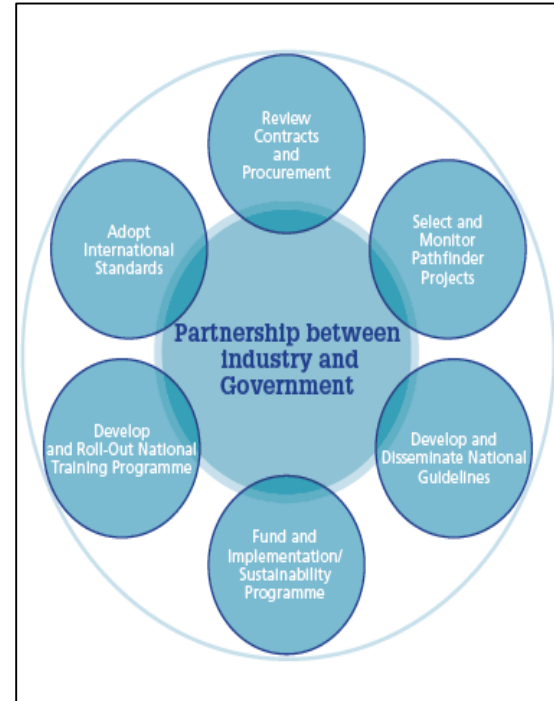 Review
Contracts
and
Procurement
Adopt
International
Standards
Select and
Monitor
Pathfinder
Projects
Partnership between
industry and
Government
Develop
and Roll-Out National
Training Programme
Develop and
Disseminate National
Guidelines
Fund and
Implementation/
Sustainability
Programme